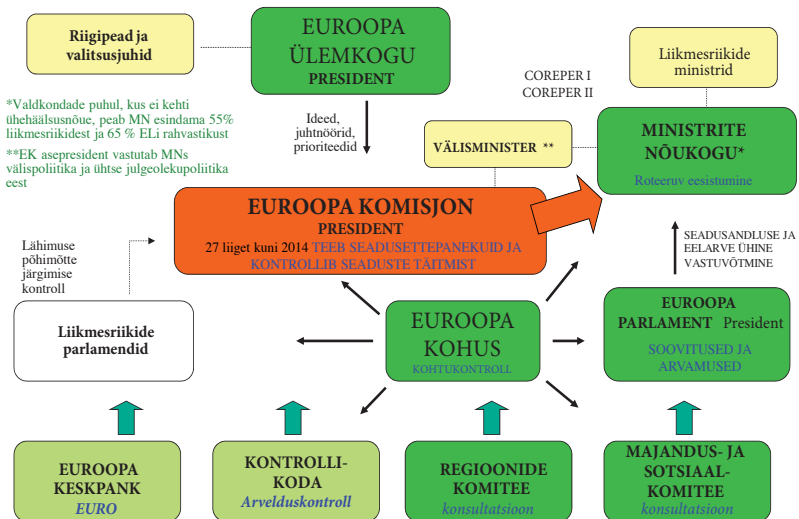 Riigipead ja
valitsusjuhid
EUROOPA
ÜLEMKOGU
PRESIDENT
Liikmesriikide
ministrid
COREPER I
COREPER II
*Valdkondade puhul, kus ei kehti
ühehäälsusnõue, peab MN esindama 55%
liikmesriikidest ja 65 % ELi rahvastikust
**EK asepresident vastutab MNs
välispoliitika ja ühtse julgeolekupoliitika
eest
Ideed,
juhtnöörid,
prioriteedid
VÄLISMINISTER **
MINISTRITE
NÕUKOGU*
Roteeruv eesistumine
EUROOPA KOMISJON
PRESIDENT
27 liiget kuni 2014 TEEB SEADUSETTEPANEKUID JA
KONTROLLIB SEADUSTE TÄITMIST
Lähimuse
põhimõtte
järgimise
kontroll
SEADUSANDLUSE JA
EELARVE ÜHINE
VASTUVÕTMINE
Liikmesriikide
parlamendid
EUROOPA
KOHUS
KOHTUKONTROLL
EUROOPA
PARLAMENT President
SOOVITUSED JA
ARVAMUSED
EUROOPA
KESKPANK
EURO
KONTROLLI-
KODA
Arvelduskontroll
REGIOONIDE
KOMITEE
konsultatsioon
MAJANDUS- JA
SOTSIAAL-
KOMITEE
konsultatsioon